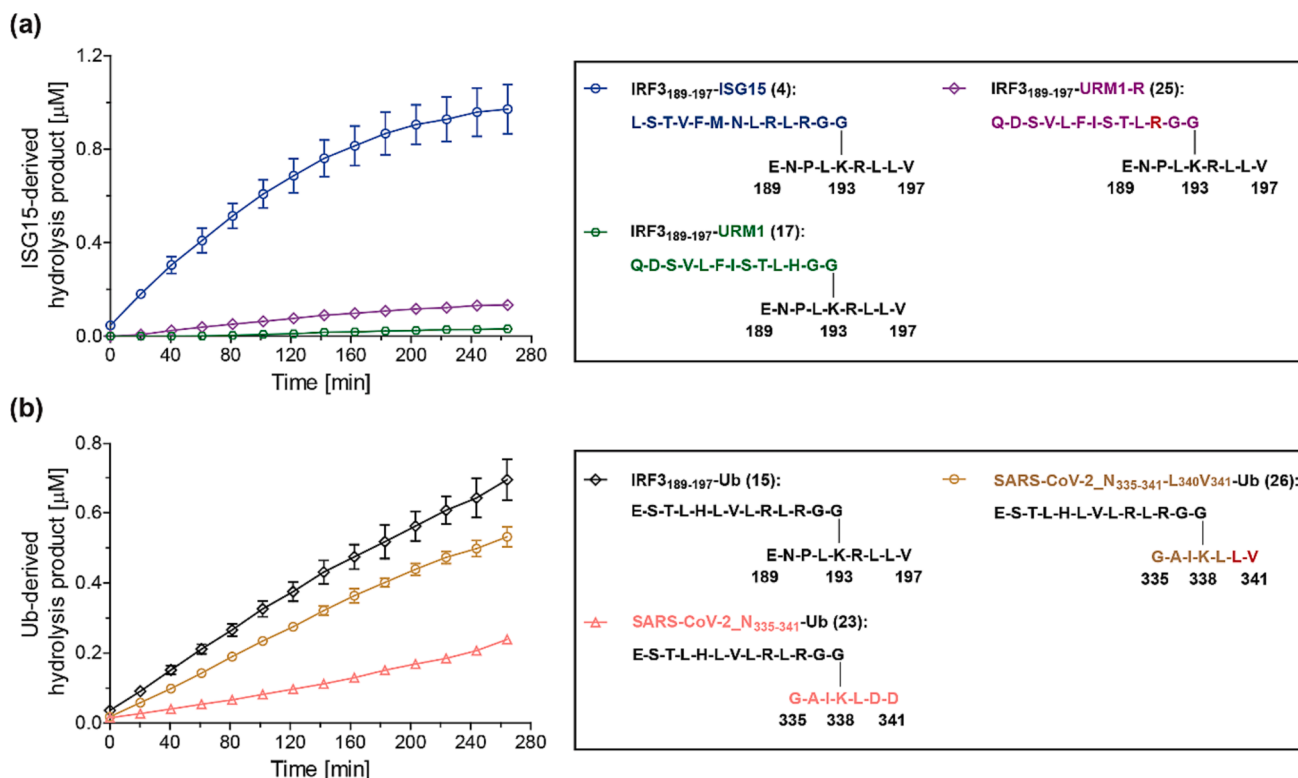 (a)
ISG15-derived
hydrolysis product [µM]
1.2
0.8
0.4
0.0
0 40 80 120 160 200 240 280
Time [min]
IRF3189-197-ISG15 (4):
L-S-T-V-F-M-N-L-R-L-R-G-G
E-N-P-L-K-R-L-L-V
189 193 197
IRF3189-197-URM1-R (25):
Q-D-S-V-L-F-I-S-T-L-R-G-G
E-N-P-L-K-R-L-L-V
189 193 197
IRF3189-197-URM1 (17):
Q-D-S-V-L-F-I-S-T-L-H-G-G
E-N-P-L-K-R-L-L-V
189 193 197
(b)
Ub-derived
hydrolysis product [µM]
0.8
0.6
0.4
0.2
0.0
0 40 80 120 160 200 240 280
Time [min]
IRF3189-197-Ub (15):
E-S-T-L-H-L-V-L-R-L-R-G-G
E-N-P-L-K-R-L-L-V
189 193 197
SARS-CoV-2_N335-341-L340V341-Ub (26):
E-S-T-L-H-L-V-L-R-L-R-G-G
G-A-I-K-L-L-V
335 338 341
SARS-CoV-2_N335-341-Ub (23):
E-S-T-L-H-L-V-L-R-L-R-G-G
G-A-I-K-L-D-D
335 338 341